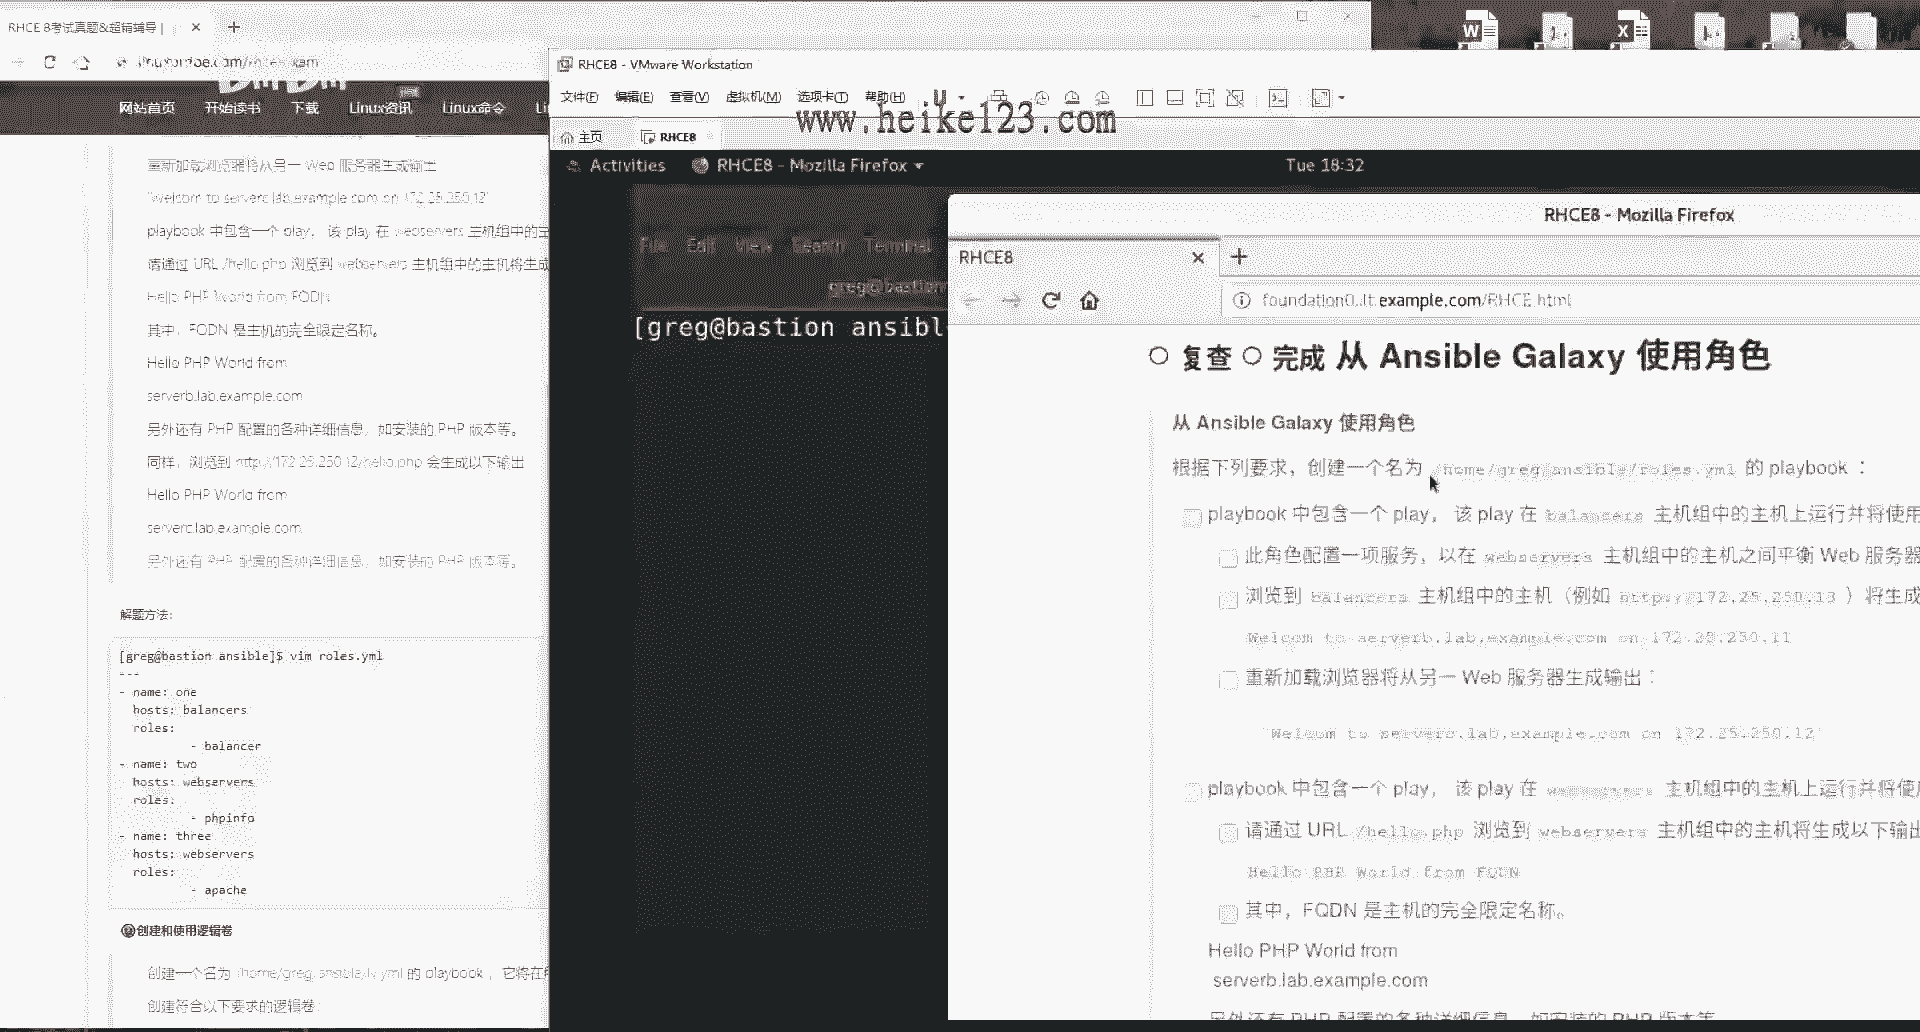 RHCE 8考试真题&超精辅导 |
网站首页 开始读书 下载 Linux资讯 Linux命令
重新加载浏览器将从另一 Web 服务器生成输出
'Welcom to serverc.lab.example.com on 172.25.250.12'
playbook 中包含一个 play， 该 play 在 webservers 主机组中的
请通过 URL /hello.php 浏览到 webservers 主机组中的主机将生成
Hello PHP World from FQDN
其中，FQDN 是主机的完全限定名称。
Hello PHP World from
serverb.lab.example.com
另外还有 PHP 配置的各种详细信息，如安装的 PHP 版本等。
同样，浏览到 http://172.25.250.12/hello.php 会生成以下输出
Hello PHP World from
serverc.lab.example.com
另外还有 PHP 配置的各种详细信息，如安装的 PHP 版本等。
解题方法:
[greg@bastion ansible]$ vim roles.yml
---
- name: one
hosts: balancers
roles:
- balancer
- name: two
hosts: webservers
roles:
- phpinfo
- name: three
hosts: webservers
roles:
- apache
创建和使用逻辑卷
创建一个名为 /home/greg/ansible/lv.yml 的 playbook ，它将在
创建符合以下要求的逻辑卷
RHCE8 - VMware Workstation
文件(F) 编辑(E) 查看(V) 虚拟机(M) 选项卡(T) 帮助(H)
www.heike123.com
主页 RHCE8
Activities RHCE8 - Mozilla Firefox Tue 18:32
File Edit View Search Terminal
greg@bastion
[greg@bastion ansibl
RHCE8 - Mozilla Firefox
RHCE8
foundation0.ilt.example.com/RHCE.html
复查 完成 从 Ansible Galaxy 使用角色
从 Ansible Galaxy 使用角色
根据下列要求，创建一个名为 /home/greg/ansible/roles.yml 的 playbook ：
playbook 中包含一个 play， 该 play 在 balancers 主机组中的主机上运行并将使用
此角色配置一项服务，以在 webservers 主机组中的主机之间平衡 Web 服务器
浏览到 balancers 主机组中的主机（例如 http://172.25.250.13 ）将生成
Welcom to serverb.lab.example.com on 172.25.250.11
重新加载浏览器将从另一 Web 服务器生成输出：
'Welcom to serverc.lab.example.com on 172.25.250.12'
playbook 中包含一个 play， 该 play 在 webservers 主机组中的主机上运行并将使
请通过 URL /hello.php 浏览到 webservers 主机组中的主机将生成以下输出
Hello PHP World from FQDN
其中，FQDN 是主机的完全限定名称。
Hello PHP World from
serverb.lab.example.com
另外还有 PHP 配置的各种详细信息，如安装的 PHP 版本等